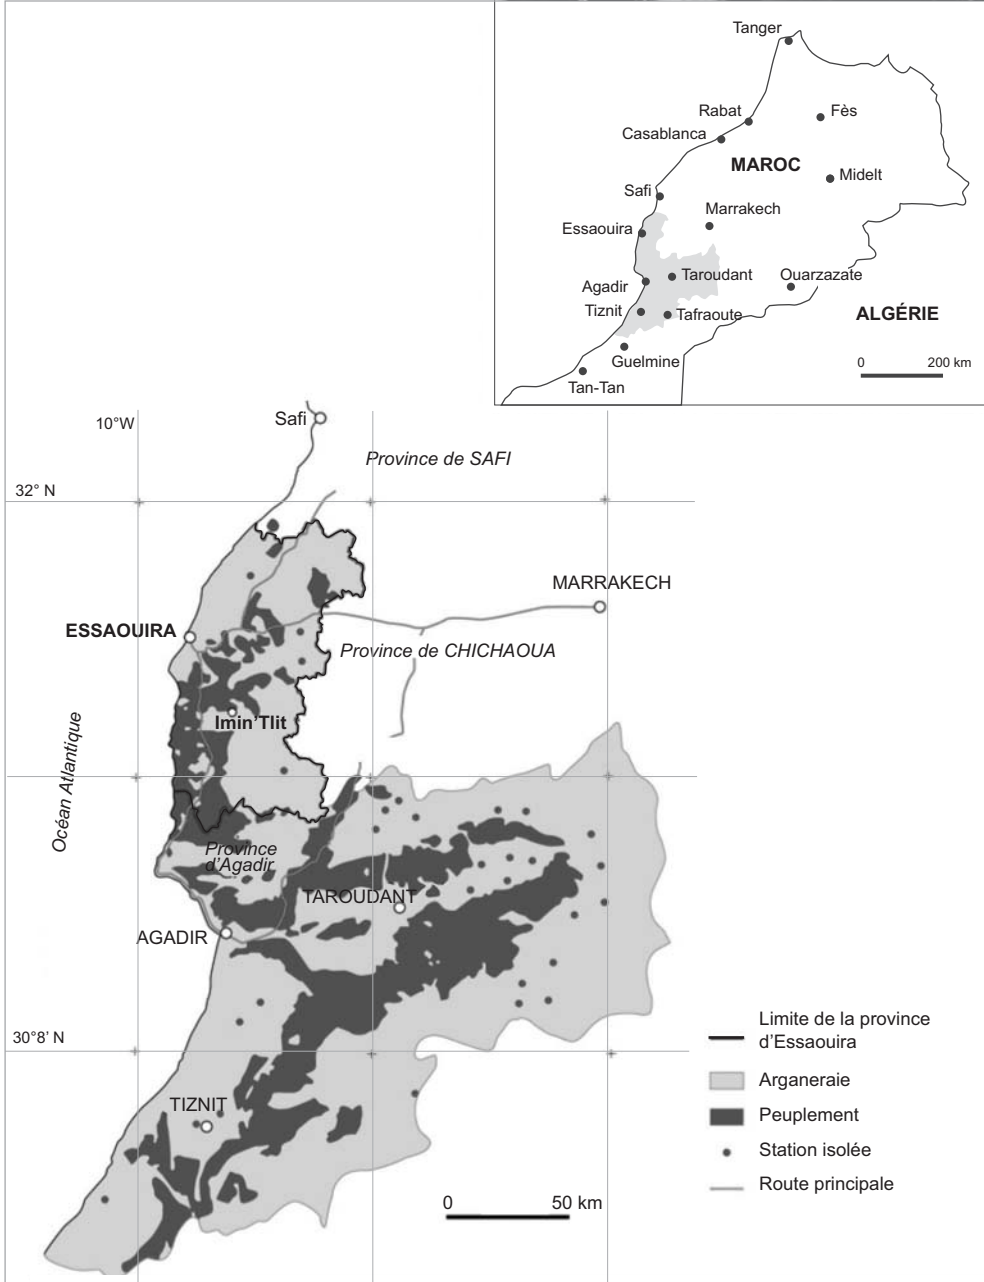 Tanger
Rabat
Fès
Casablanca
MAROC
Midelt
Safi
Marrakech
Essaouira
Taroudant
Ouarzazate
Agadir
Tiznit
Tafraoute
ALGÉRIE
Guelmine
0 200 km
Tan-Tan
10°W
Safi
Province de SAFI
32° N
MARRAKECH
ESSAOUIRA
Province de CHICHAOUA
Imin'Tlit
Océan Atlantique
Province
d'Agadir
TAROUDANT
AGADIR
30°8' N
TIZNIT
0 50 km
Limite de la province
d'Essaouira
Arganeraie
Peuplement
Station isolée
Route principale